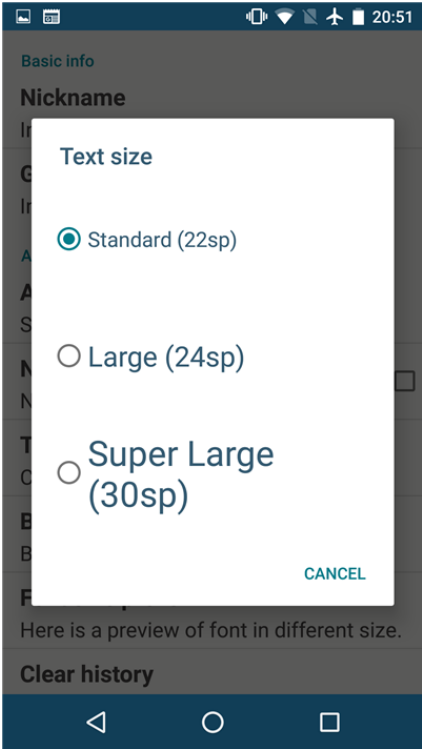 20:51
Basic info
Nickname
Text size
Standard (22sp)
Large (24sp)
Super Large
(30sp)
CANCEL
Here is a preview of font in different size.
Clear history